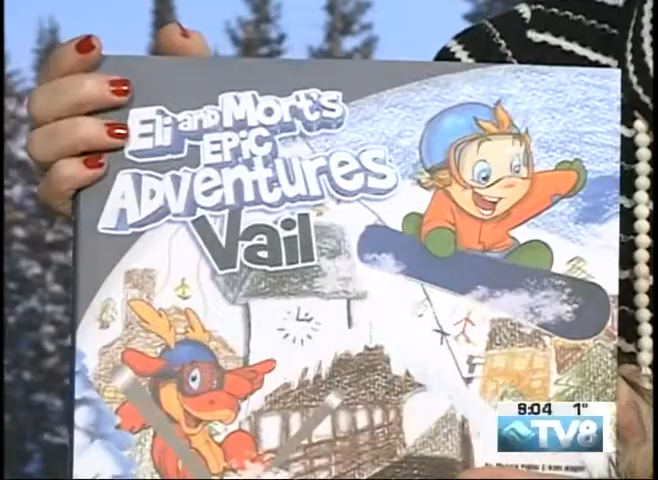 Eli and Mort's
EPiC
ADVENTURES
Vail
9:04 1°
TV8